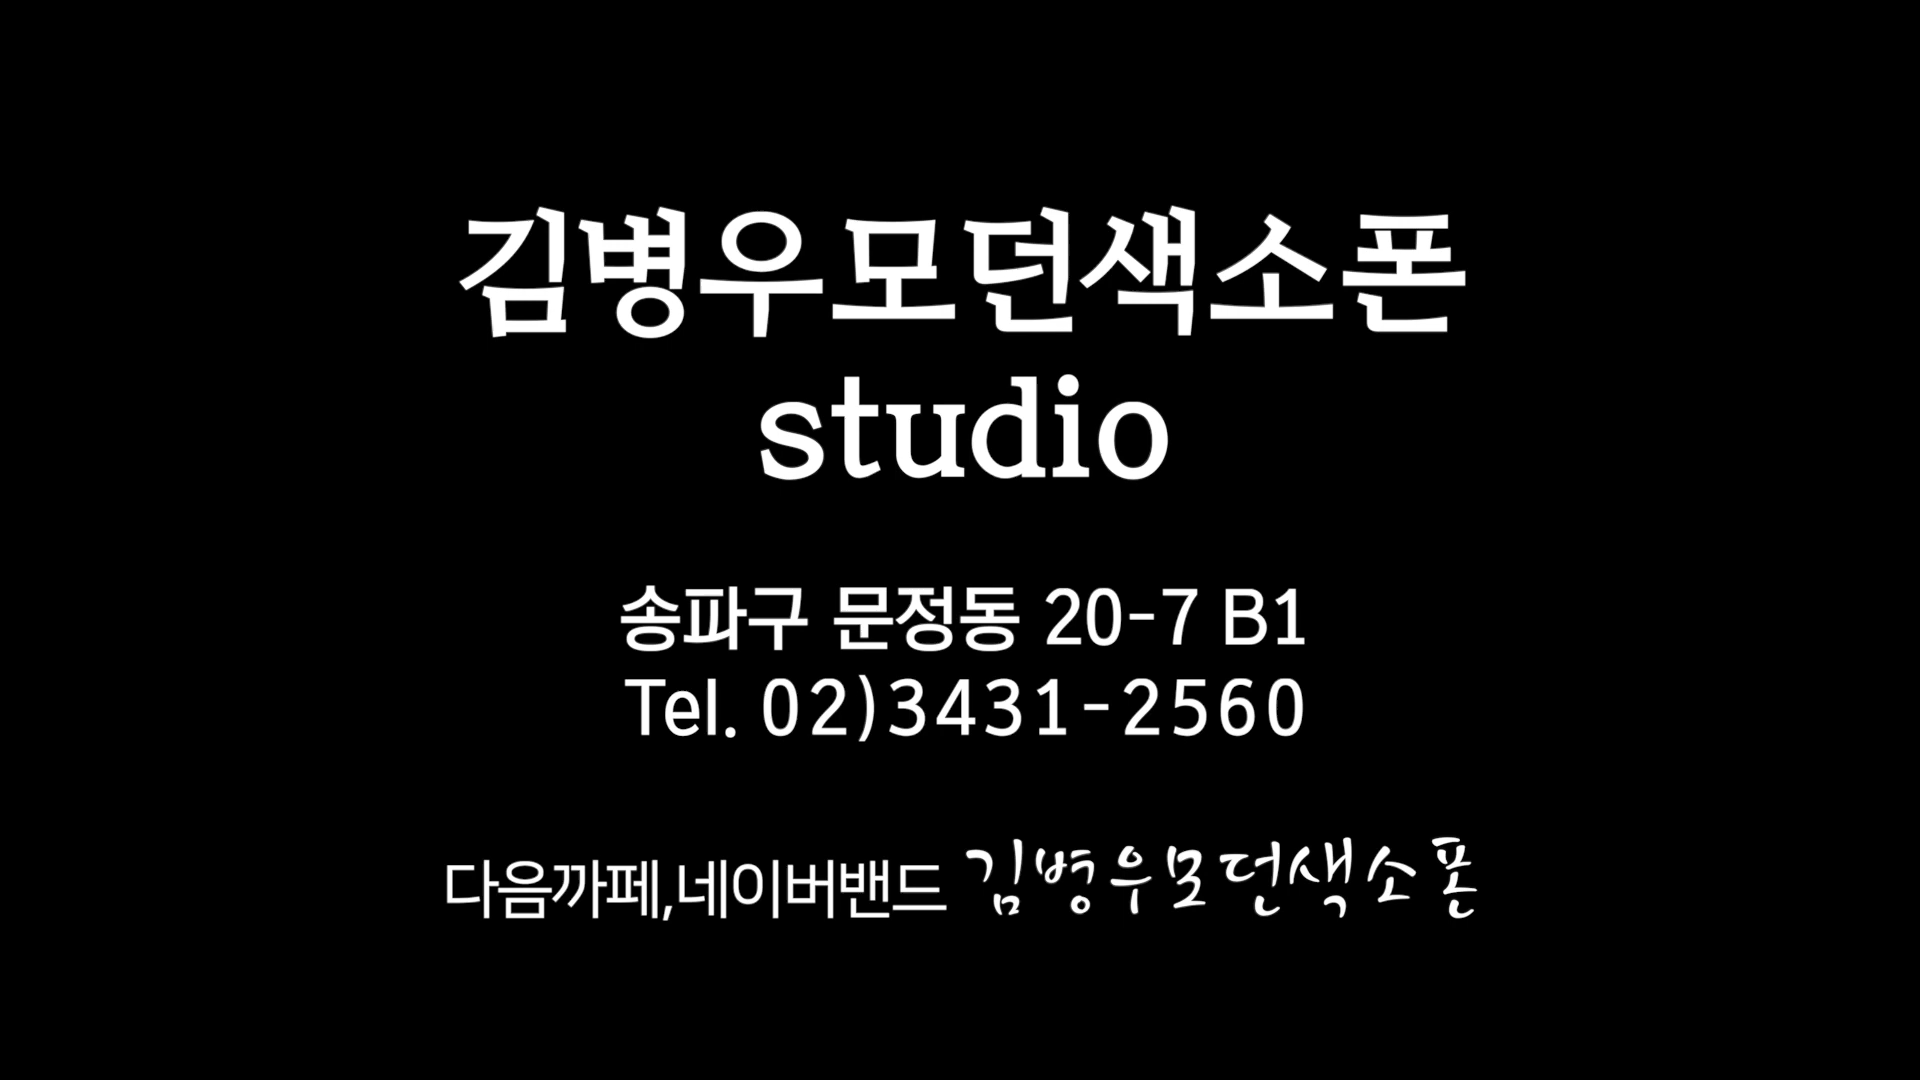 김병우모던색소폰
studio
송파구 문정동 20-7 B1
Tel. 02)3431-2560
다음까페,네이버밴드 김병우모던색소폰